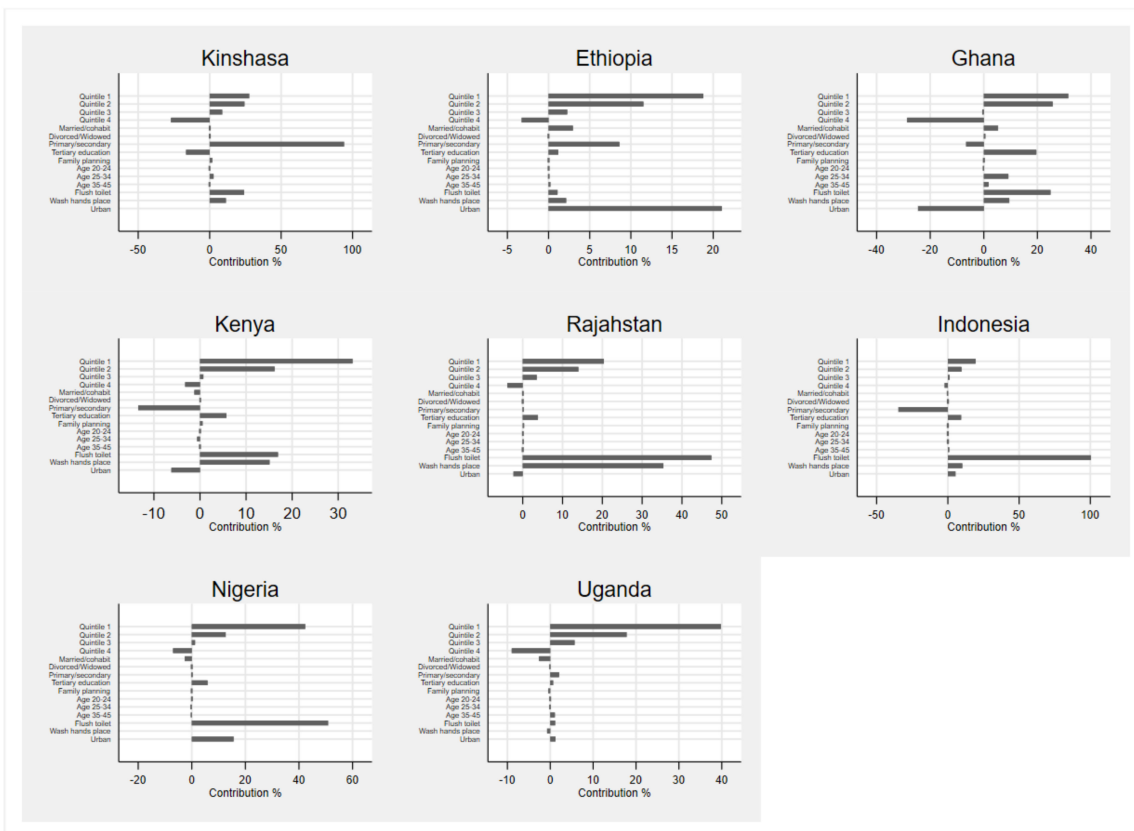 Kinshasa
Quintile 1
Quintile 2
Quintile 3
Quintile 4
Married/cohabit
Divorced/Widowed
Primary/secondary
Tertiary education
Family planning
Age 20-24
Age 25-34
Age 35-45
Flush toilet
Wash hands place
Urban
-50 0 50 100
Contribution %
Ethiopia
Quintile 1
Quintile 2
Quintile 3
Quintile 4
Married/cohabit
Divorced/Widowed
Primary/secondary
Tertiary education
Family planning
Age 20-24
Age 25-34
Age 35-45
Flush toilet
Wash hands place
Urban
-5 0 5 10 15 20
Contribution %
Ghana
Quintile 1
Quintile 2
Quintile 3
Quintile 4
Married/cohabit
Divorced/Widowed
Primary/secondary
Tertiary education
Family planning
Age 20-24
Age 25-34
Age 35-45
Flush toilet
Wash hands place
Urban
-40 -20 0 20 40
Contribution %
Kenya
Quintile 1
Quintile 2
Quintile 3
Quintile 4
Married/cohabit
Divorced/Widowed
Primary/secondary
Tertiary education
Family planning
Age 20-24
Age 25-34
Age 35-45
Flush toilet
Wash hands place
Urban
-10 0 10 20 30
Contribution %
Rajahstan
Quintile 1
Quintile 2
Quintile 3
Quintile 4
Married/cohabit
Divorced/Widowed
Primary/secondary
Tertiary education
Family planning
Age 20-24
Age 25-34
Age 35-45
Flush toilet
Wash hands place
Urban
0 10 20 30 40 50
Contribution %
Indonesia
Quintile 1
Quintile 2
Quintile 3
Quintile 4
Married/cohabit
Divorced/Widowed
Primary/secondary
Tertiary education
Family planning
Age 20-24
Age 25-34
Age 35-45
Flush toilet
Wash hands place
Urban
-50 0 50 100
Contribution %
Nigeria
Quintile 1
Quintile 2
Quintile 3
Quintile 4
Married/cohabit
Divorced/Widowed
Primary/secondary
Tertiary education
Family planning
Age 20-24
Age 25-34
Age 35-45
Flush toilet
Wash hands place
Urban
-20 0 20 40 60
Contribution %
Uganda
Quintile 1
Quintile 2
Quintile 3
Quintile 4
Married/cohabit
Divorced/Widowed
Primary/secondary
Tertiary education
Family planning
Age 20-24
Age 25-34
Age 35-45
Flush toilet
Wash hands place
Urban
-10 0 10 20 30 40
Contribution %